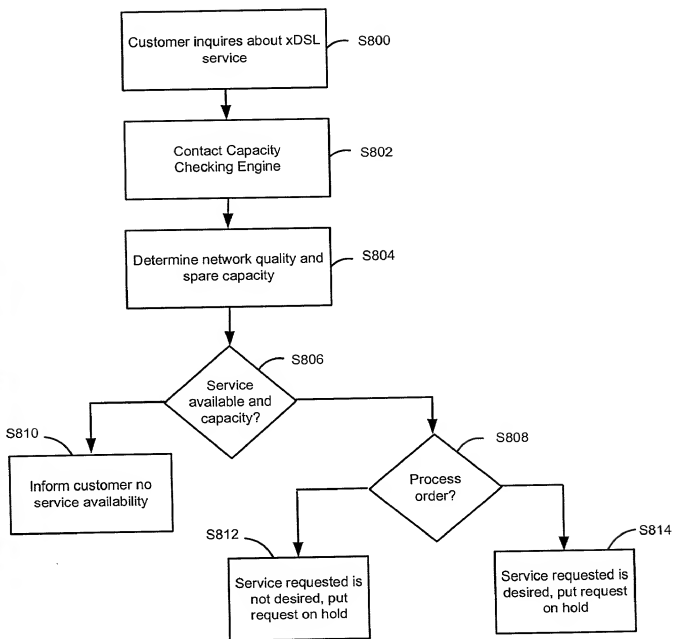 Customer inquires about xDSL
service
S800
Contact Capacity
Checking Engine
S802
Determine network quality and
spare capacity
S804
Service
available and
capacity?
S806
S810
Inform customer no
service availability
Process
order?
S808
S812
Service requested is
not desired, put
request on hold
S814
Service requested is
desired, put request
on hold